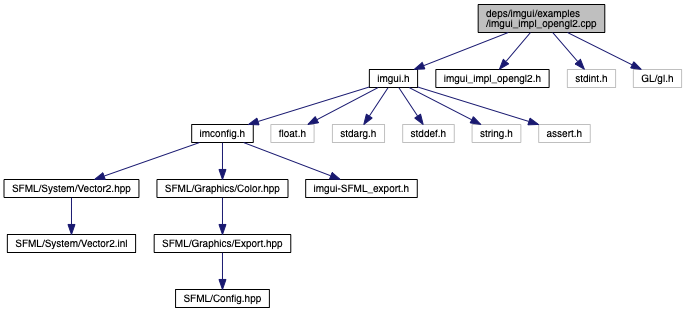 deps/imgui/examples
/imgui_impl_opengl2.cpp
imgui.h
imgui_impl_opengl2.h
stdint.h
GL/gl.h
imconfig.h
float.h
stdarg.h
stddef.h
string.h
assert.h
SFML/System/Vector2.hpp
SFML/Graphics/Color.hpp
imgui-SFML_export.h
SFML/System/Vector2.inl
SFML/Graphics/Export.hpp
SFML/Config.hpp